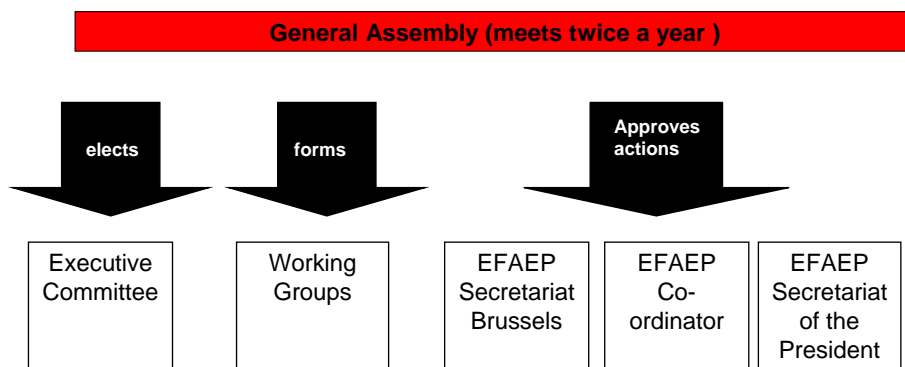 General Assembly (meets twice a year )
elects
forms
Approves
actions
Executive
Committee
Working
Groups
EFAEP
Secretariat
Brussels
EFAEP
Co-
ordinator
EFAEP
Secretariat
of the
President